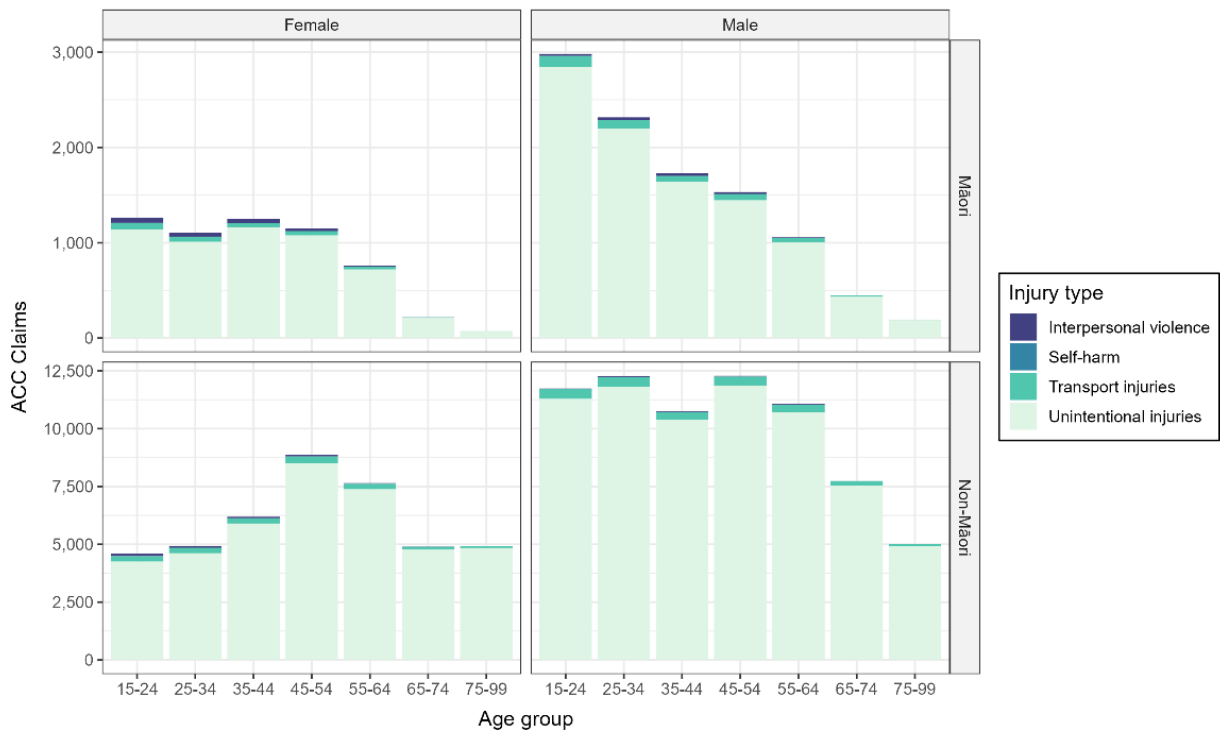 Female
Male
3,000
2,000
1,000
0
Māori
12,500
10,000
7,500
5,000
2,500
0
Non-Māori
ACC Claims
15-24 25-34 35-44 45-54 55-64 65-74 75-99
15-24 25-34 35-44 45-54 55-64 65-74 75-99
Age group
Injury type
Interpersonal violence
Self-harm
Transport injuries
Unintentional injuries